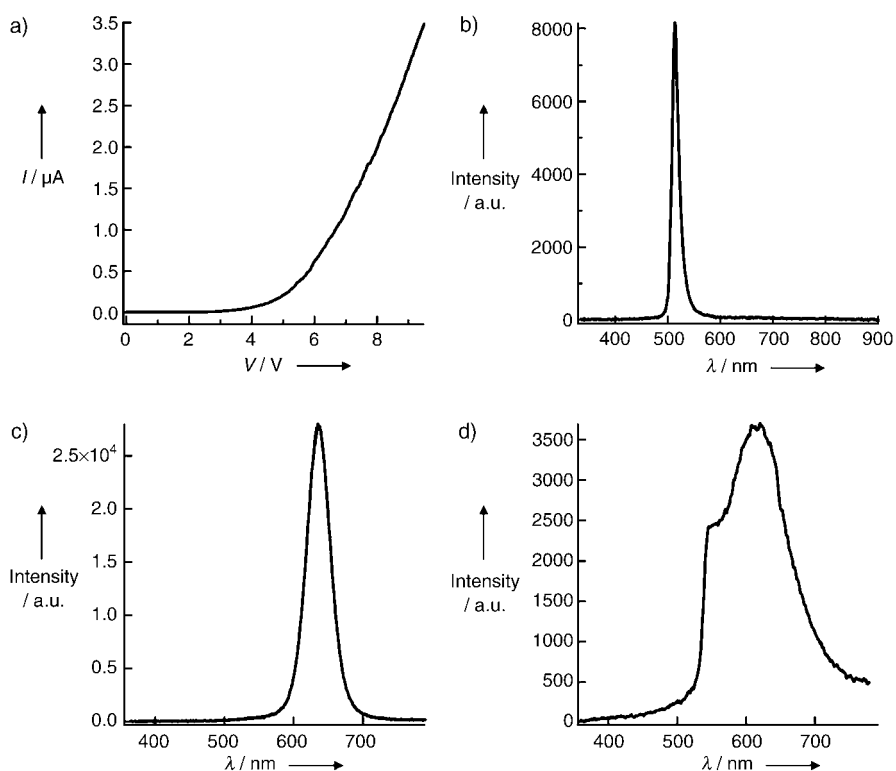 a)
3.5
3.0
2.5
2.0
1.5
1.0
0.5
0.0
I / µA
0 2 4 6 8
V / V
b)
8000
6000
4000
2000
0
Intensity
/ a.u.
400 500 600 700 800 900
λ / nm
c)
2.5×10⁴
2.0
1.5
1.0
0.5
0.0
Intensity
/ a.u.
400 500 600 700
λ / nm
d)
3500
3000
2500
2000
1500
1000
500
0
Intensity
/ a.u.
400 500 600 700
λ / nm